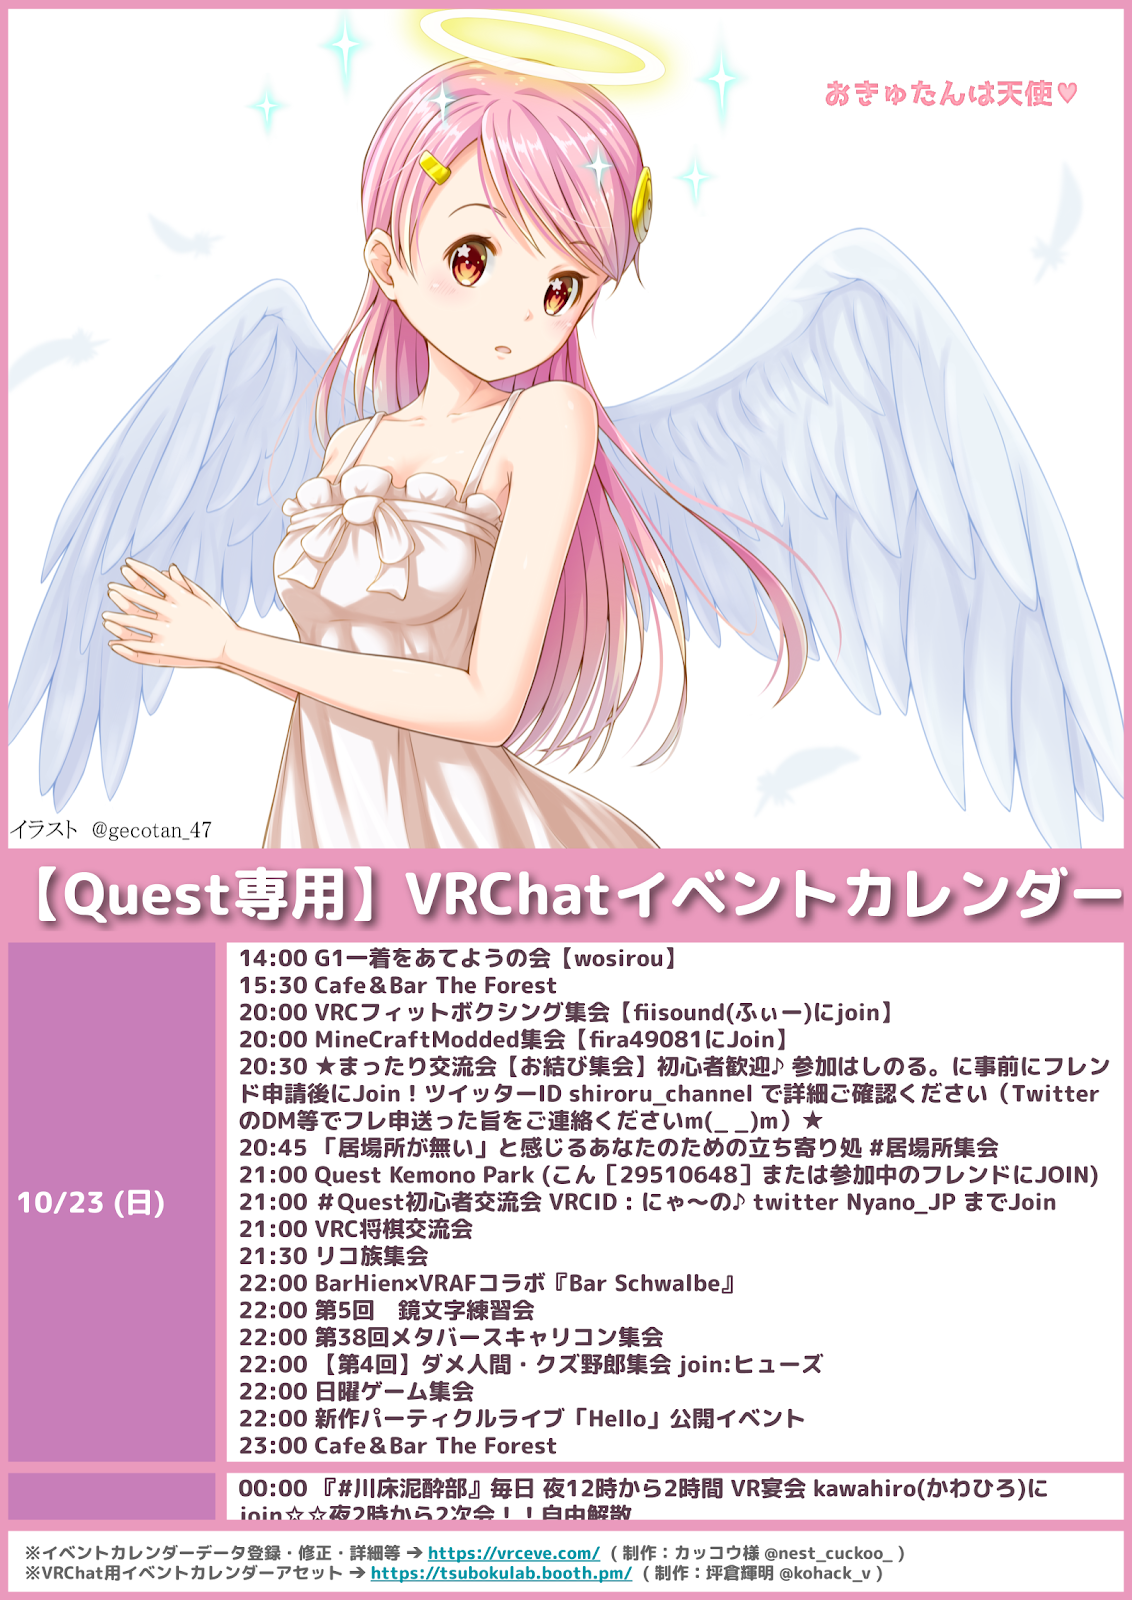 おきゅたんは天使♥
イラスト @gecotan_47
【Quest専用】VRChatイベントカレンダー
10/23 (日)
14:00 G1一着をあてようの会【wosirou】
15:30 Cafe＆Bar The Forest
20:00 VRCフィットボクシング集会【fiisound(ふぃー)にjoin】
20:00 MineCraftModded集会【fira49081にJoin】
20:30 ★まったり交流会【お結び集会】初心者歓迎♪ 参加はしのる。に事前にフレン
ド申請後にJoin！ツイッターID shiroru_channel で詳細ご確認ください（Twitter
のDM等でフレ申送った旨をご連絡くださいm(_ _)m）★
20:45 「居場所が無い」と感じるあなたのための立ち寄り処 #居場所集会
21:00 Quest Kemono Park (こん［29510648］または参加中のフレンドにJOIN)
21:00 ＃Quest初心者交流会 VRCID：にゃ〜の♪ twitter Nyano_JP までJoin
21:00 VRC将棋交流会
21:30 リコ族集会
22:00 BarHien×VRAFコラボ『Bar Schwalbe』
22:00 第5回　鏡文字練習会
22:00 第38回メタバースキャリコン集会
22:00 【第4回】ダメ人間・クズ野郎集会 join:ヒューズ
22:00 日曜ゲーム集会
22:00 新作パーティクルライブ「Hello」公開イベント
23:00 Cafe＆Bar The Forest
00:00 『#川床泥酔部』毎日 夜12時から2時間 VR宴会 kawahiro(かわひろ)に
join☆☆夜2時から2次会！！自由解散
※イベントカレンダーデータ登録・修正・詳細等 ➔ https://vrceve.com/ （制作：カッコウ様 @nest_cuckoo_ ）
※VRChat用イベントカレンダーアセット ➔ https://tsubokulab.booth.pm/ （制作：坪倉輝明 @kohack_v ）